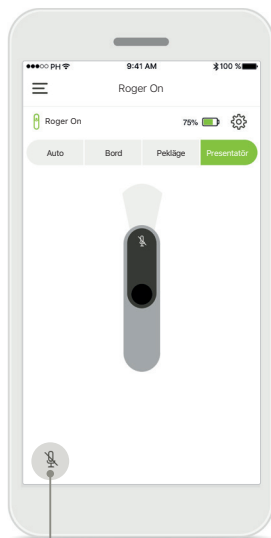 PH 9:41 AM 100 %
Roger On
Roger On 75%
Auto Bord Pekläge Presentatör